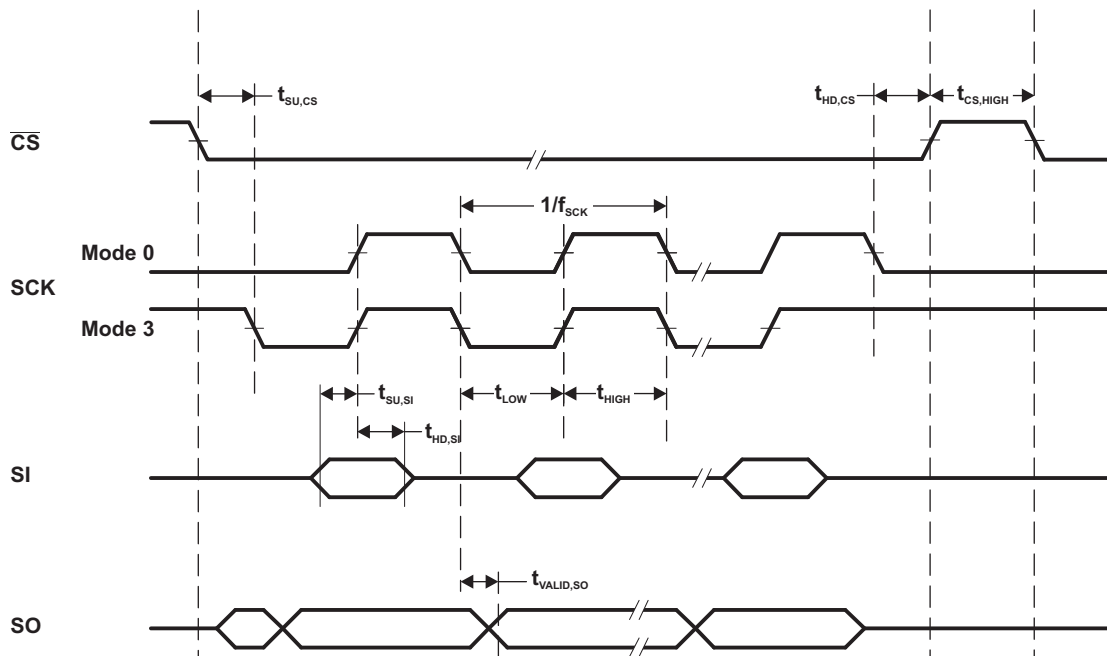 t_SU,CS
t_HD,CS
t_CS,HIGH
CS
1/f_SCK
Mode 0
SCK
Mode 3
t_SU,SI
t_LOW
t_HIGH
t_HD,SI
SI
t_VALID,SO
SO